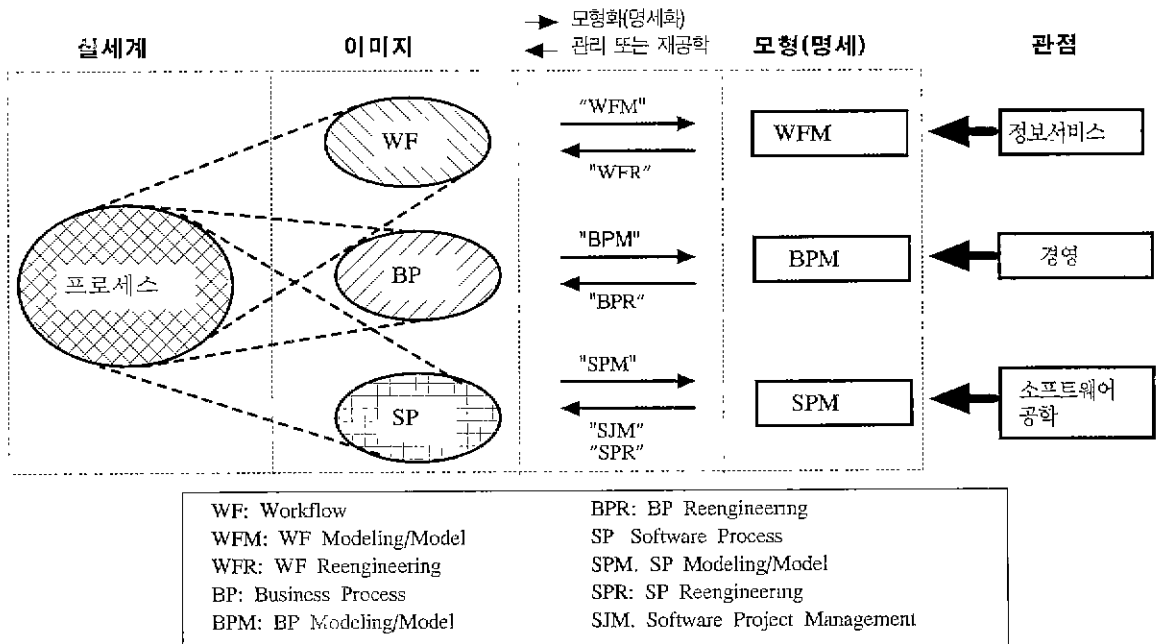 모형화(명세화)
실세계 이미지 관리 또는 재공학 모형(명세) 관점
"WFM"
WF WFM 정보서비스
"WFR"
"BPM"
프로세스 BP BPM 경영
"BPR"
"SPM"
SP SPM 소프트웨어
공학
"SJM"
"SPR"
WF: Workflow
WFM: WF Modeling/Model
WFR: WF Reengineering
BP: Business Process
BPM: BP Modeling/Model
BPR: BP Reengineering
SP Software Process
SPM. SP Modeling/Model
SPR: SP Reengineering
SJM. Software Project Management